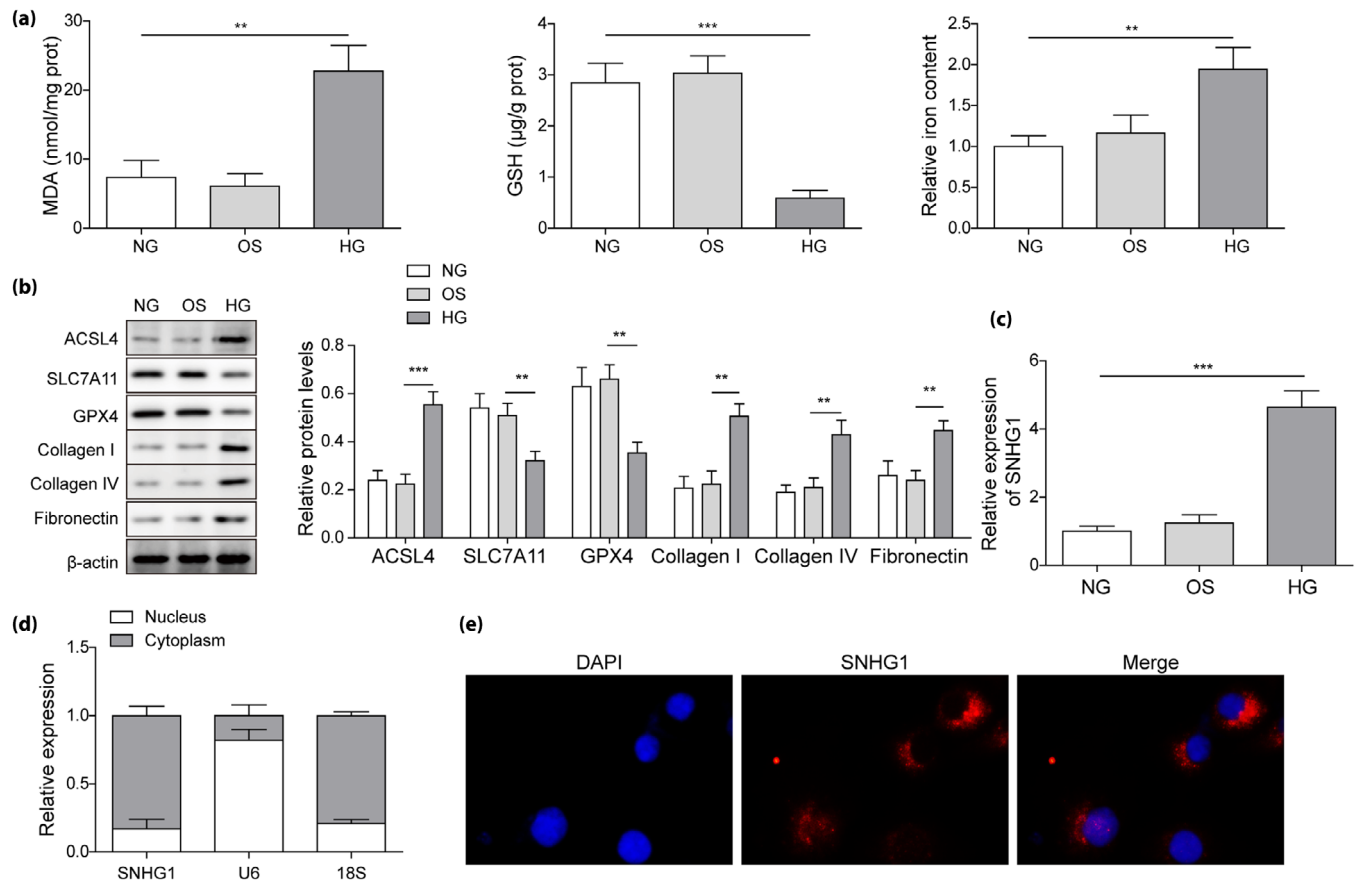 (a)
MDA (nmol/mg prot)
30
20
10
0
**
NG OS HG
GSH (μg/g prot)
4
3
2
1
0
***
NG OS HG
Relative iron content
2.5
2.0
1.5
1.0
0.5
0.0
**
NG OS HG
(b)
NG OS HG
ACSL4
SLC7A11
GPX4
Collagen I
Collagen IV
Fibronectin
β-actin
NG
OS
HG
Relative protein levels
0.8
0.6
0.4
0.2
0.0
*** ** ** ** ** **
ACSL4 SLC7A11 GPX4 Collagen I Collagen IV Fibronectin
(c)
Relative expression
of SNHG1
6
4
2
0
***
NG OS HG
(d)
Nucleus
Cytoplasm
Relative expression
1.5
1.0
0.5
0.0
SNHG1 U6 18S
(e)
DAPI SNHG1 Merge